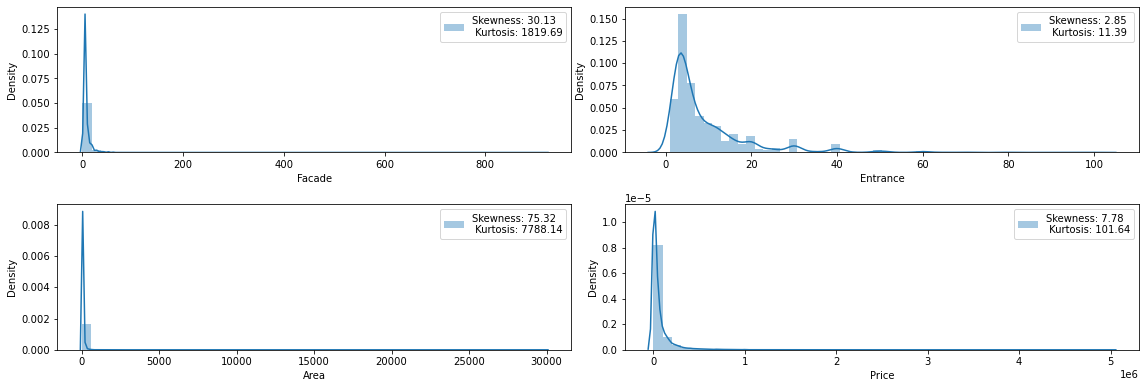 Skewness: 30.13
Kurtosis: 1819.69
0.125
0.100
0.075
0.050
0.025
0.000
Density
0 200 400 600 800
Facade
Skewness: 2.85
Kurtosis: 11.39
0.150
0.125
0.100
0.075
0.050
0.025
0.000
Density
0 20 40 60 80 100
Entrance
Skewness: 75.32
Kurtosis: 7788.14
0.008
0.006
0.004
0.002
0.000
Density
0 5000 10000 15000 20000 25000 30000
Area
1e−5
Skewness: 7.78
Kurtosis: 101.64
1.0
0.8
0.6
0.4
0.2
0.0
Density
0 1 2 3 4 5
1e6
Price